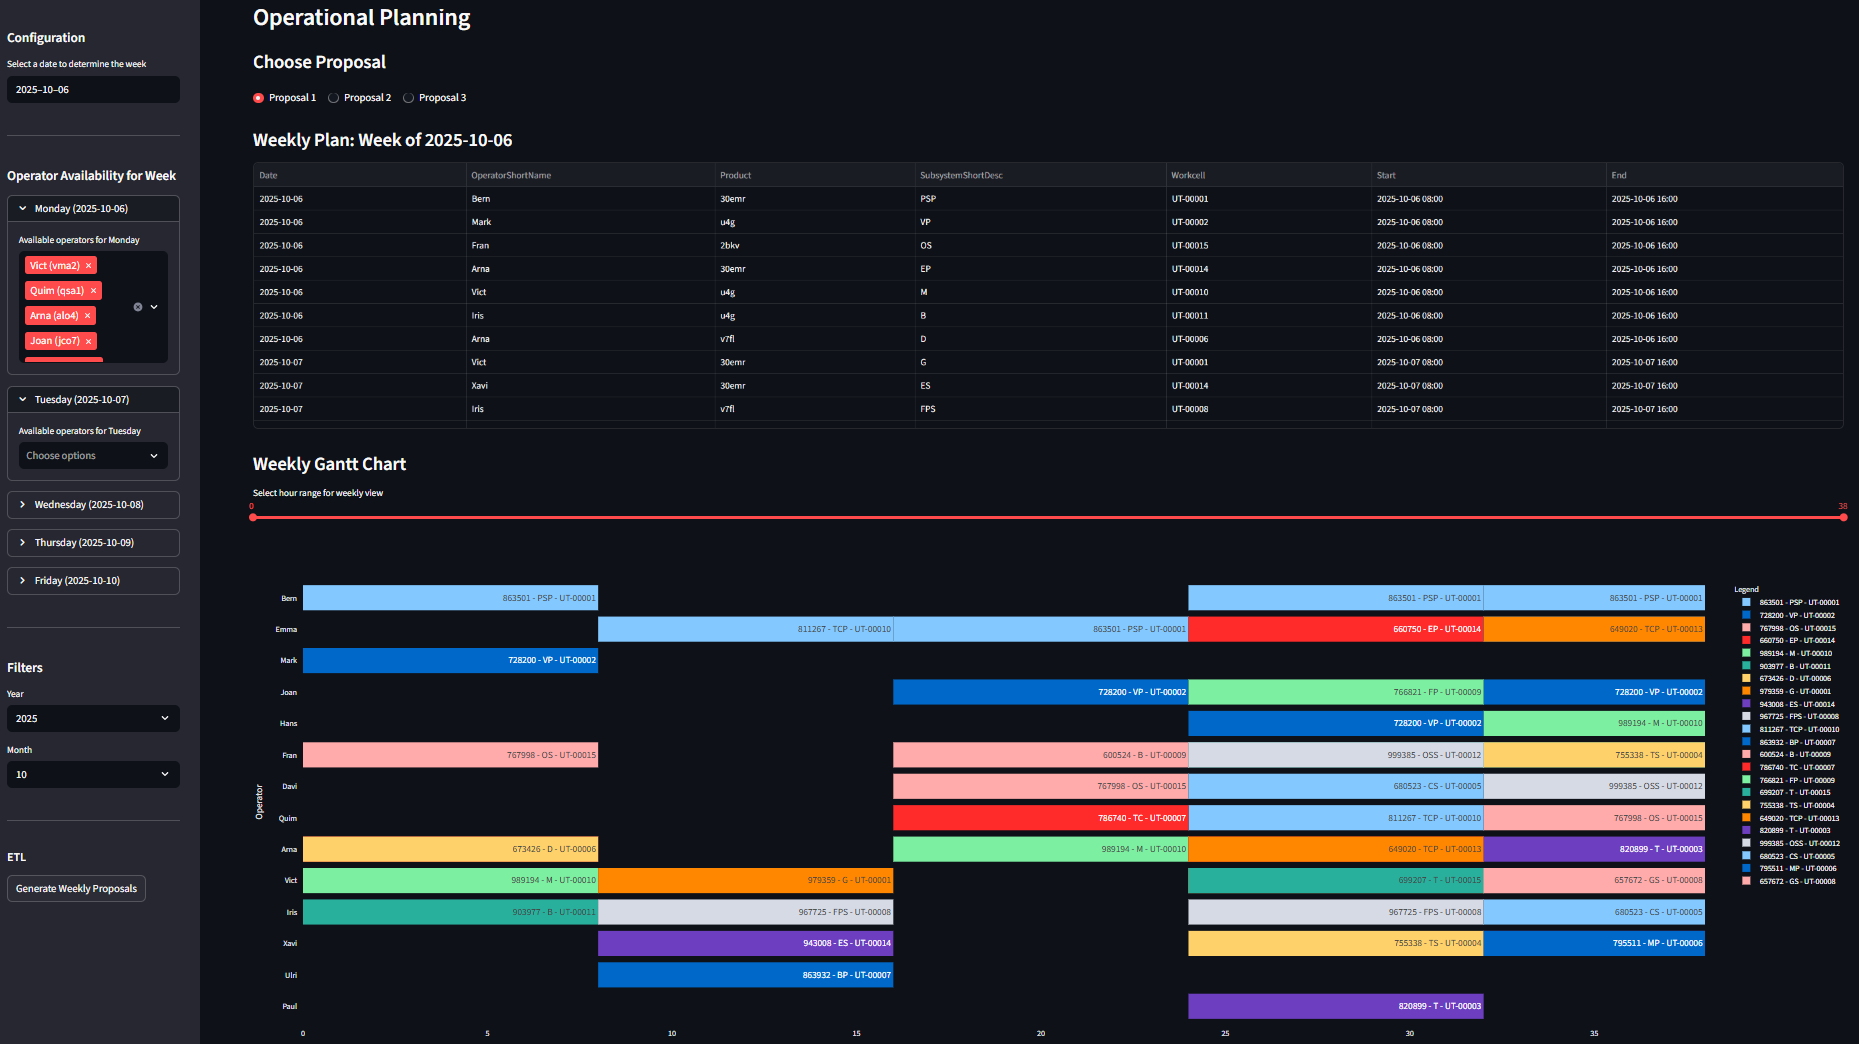 Configuration
Select a date to determine the week
2025-10-06
Operator Availability for Week
Monday (2025-10-06)
Available operators for Monday
Vict (vma2) ×
Quim (qsa1) ×
Arna (alo4) ×
Joan (jco7) ×
Tuesday (2025-10-07)
Available operators for Tuesday
Choose options
Wednesday (2025-10-08)
Thursday (2025-10-09)
Friday (2025-10-10)
Filters
Year
2025
Month
10
ETL
Generate Weekly Proposals
Operational Planning
Choose Proposal
Proposal 1 Proposal 2 Proposal 3
Weekly Plan: Week of 2025-10-06
Date OperatorShortName Product SubsystemShortDesc Workcell Start End
2025-10-06 Bern 30emr PSP UT-00001 2025-10-06 08:00 2025-10-06 16:00
2025-10-06 Mark u4g VP UT-00002 2025-10-06 08:00 2025-10-06 16:00
2025-10-06 Fran 2bkv OS UT-00015 2025-10-06 08:00 2025-10-06 16:00
2025-10-06 Arna 30emr EP UT-00014 2025-10-06 08:00 2025-10-06 16:00
2025-10-06 Vict u4g M UT-00010 2025-10-06 08:00 2025-10-06 16:00
2025-10-06 Iris u4g B UT-00011 2025-10-06 08:00 2025-10-06 16:00
2025-10-06 Arna v7fl D UT-00006 2025-10-06 08:00 2025-10-06 16:00
2025-10-07 Vict 30emr G UT-00001 2025-10-07 08:00 2025-10-07 16:00
2025-10-07 Xavi 30emr ES UT-00014 2025-10-07 08:00 2025-10-07 16:00
2025-10-07 Iris v7fl FPS UT-00008 2025-10-07 08:00 2025-10-07 16:00
Weekly Gantt Chart
Select hour range for weekly view
0 38
Operator
Bern 863501 - PSP - UT-00001 863501 - PSP - UT-00001 863501 - PSP - UT-00001
Emma 811267 - TCP - UT-00010 863501 - PSP - UT-00001 660750 - EP - UT-00014 649020 - TCP - UT-00013
Mark 728200 - VP - UT-00002
Joan 728200 - VP - UT-00002 766821 - FP - UT-00009 728200 - VP - UT-00002
Hans 728200 - VP - UT-00002 989194 - M - UT-00010
Fran 767998 - OS - UT-00015 600524 - B - UT-00009 999385 - OSS - UT-00012 755338 - TS - UT-00004
Davi 767998 - OS - UT-00015 680523 - CS - UT-00005 999385 - OSS - UT-00012
Quim 786740 - TC - UT-00007 811267 - TCP - UT-00010 767998 - OS - UT-00015
Arna 673426 - D - UT-00006 989194 - M - UT-00010 649020 - TCP - UT-00013 820899 - T - UT-00003
Vict 989194 - M - UT-00010 979359 - G - UT-00001 699207 - T - UT-00015 657672 - GS - UT-00008
Iris 903977 - B - UT-00011 967725 - FPS - UT-00008 967725 - FPS - UT-00008 680523 - CS - UT-00005
Xavi 943008 - ES - UT-00014 755338 - TS - UT-00004 795511 - MP - UT-00006
Ulri 863932 - BP - UT-00007
Paul 820899 - T - UT-00003
0 5 10 15 20 25 30 35
Legend
863501 - PSP - UT-00001
728200 - VP - UT-00002
767998 - OS - UT-00015
660750 - EP - UT-00014
989194 - M - UT-00010
903977 - B - UT-00011
673426 - D - UT-00006
979359 - G - UT-00001
943008 - ES - UT-00014
967725 - FPS - UT-00008
811267 - TCP - UT-00010
863932 - BP - UT-00007
600524 - B - UT-00009
786740 - TC - UT-00007
766821 - FP - UT-00009
699207 - T - UT-00015
755338 - TS - UT-00004
649020 - TCP - UT-00013
820899 - T - UT-00003
999385 - OSS - UT-00012
680523 - CS - UT-00005
795511 - MP - UT-00006
657672 - GS - UT-00008